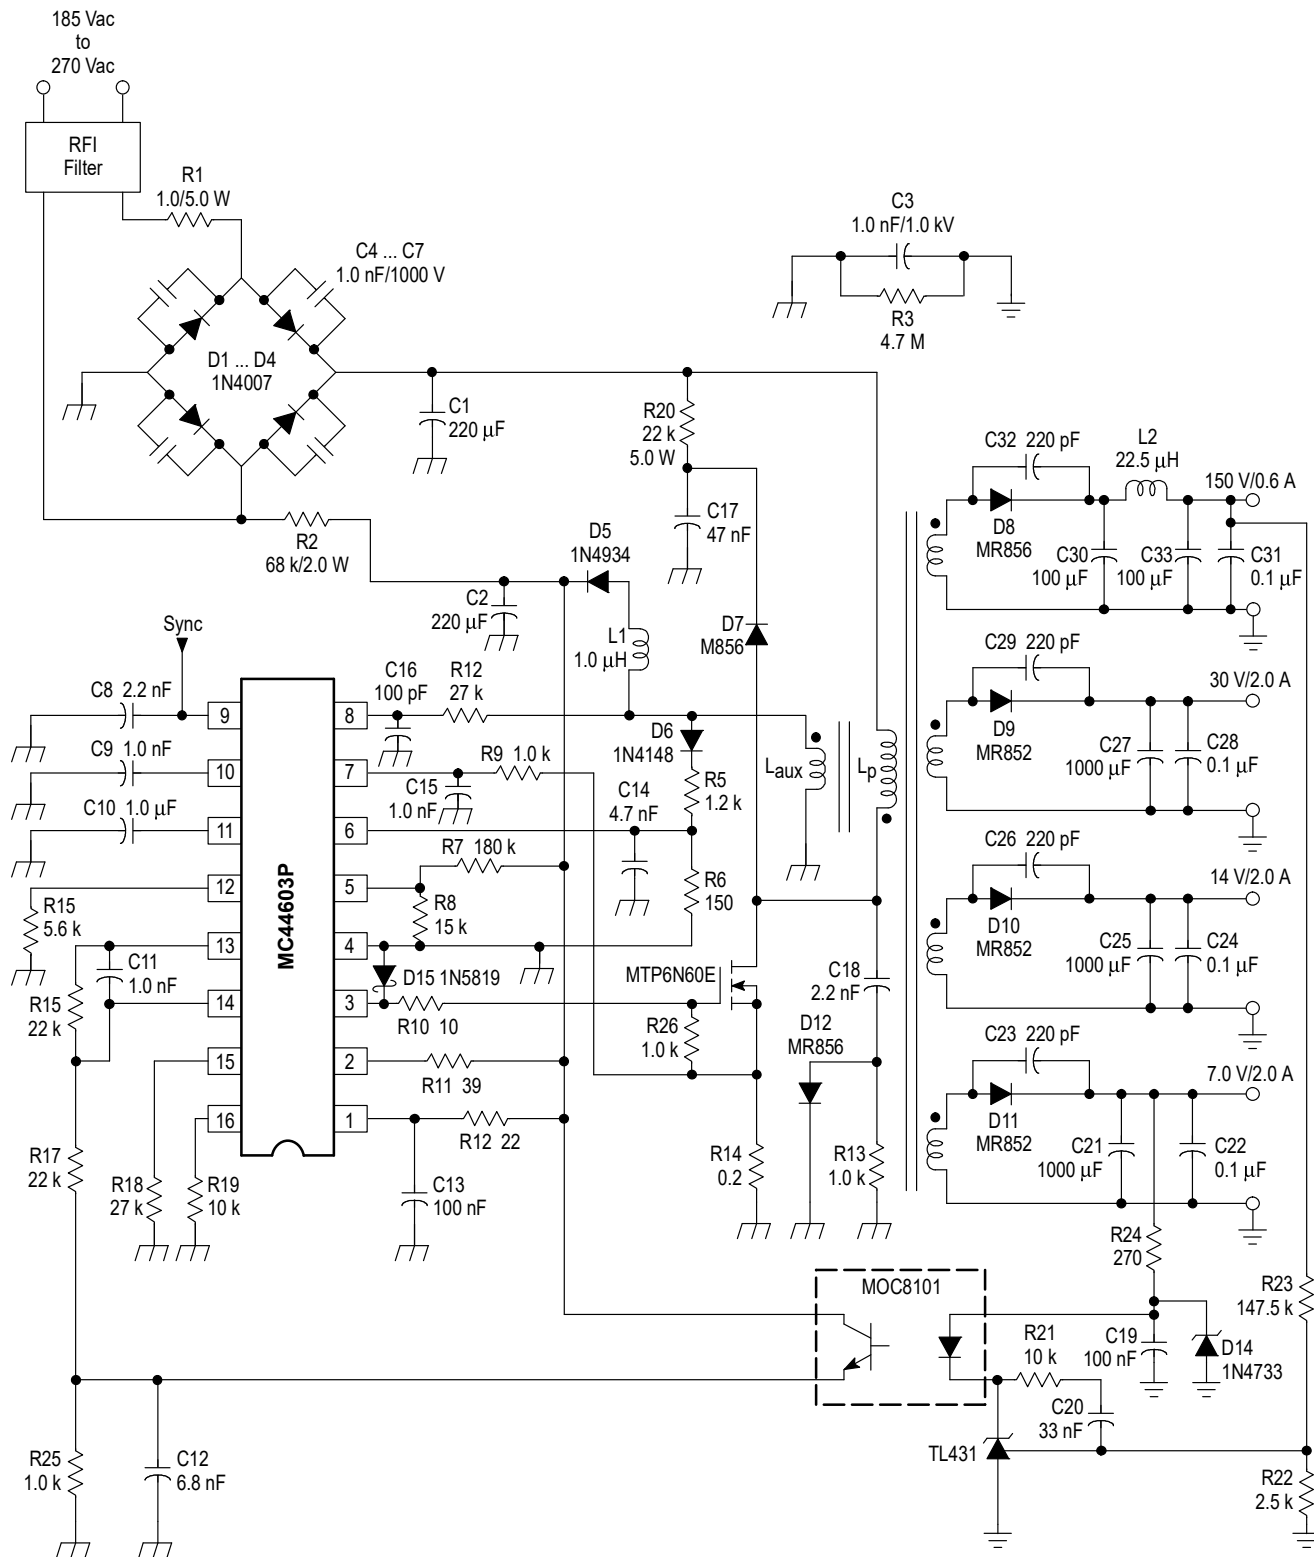 185 Vac
to
270 Vac
RFI
Filter
R1
1.0/5.0 W
C4 ... C7
1.0 nF/1000 V
D1 ... D4
1N4007
C3
1.0 nF/1.0 kV
R3
4.7 M
C1
220 µF
R20
22 k
5.0 W
C17
47 nF
R2
68 k/2.0 W
D5
1N4934
C2
220 µF
L1
1.0 µH
D7
M856
C32 220 pF
L2
22.5 µH
150 V/0.6 A
D8
MR856
C30
100 µF
C33
100 µF
C31
0.1 µF
Sync
C8 2.2 nF
C9 1.0 nF
C10 1.0 µF
9
10
11
12
13
14
15
16
MC44603P
8
7
6
5
4
3
2
1
C16
100 pF
R12
27 k
D6
1N4148
R9 1.0 k
C15
1.0 nF
R5
1.2 k
C14
4.7 nF
R7 180 k
R8
15 k
R6
150
Laux
Lp
C29 220 pF
30 V/2.0 A
D9
MR852
C27
1000 µF
C28
0.1 µF
C26 220 pF
14 V/2.0 A
D10
MR852
C25
1000 µF
C24
0.1 µF
R15
5.6 k
C11
1.0 nF
R15
22 k
D15 1N5819
R10 10
MTP6N60E
C18
2.2 nF
R26
1.0 k
D12
MR856
R11 39
R12 22
C13
100 nF
R14
0.2
R13
1.0 k
C23 220 pF
7.0 V/2.0 A
D11
MR852
C21
1000 µF
C22
0.1 µF
R17
22 k
R18
27 k
R19
10 k
R24
270
MOC8101
R23
147.5 k
R21
10 k
C19
100 nF
D14
1N4733
C20
33 nF
TL431
R25
1.0 k
C12
6.8 nF
R22
2.5 k